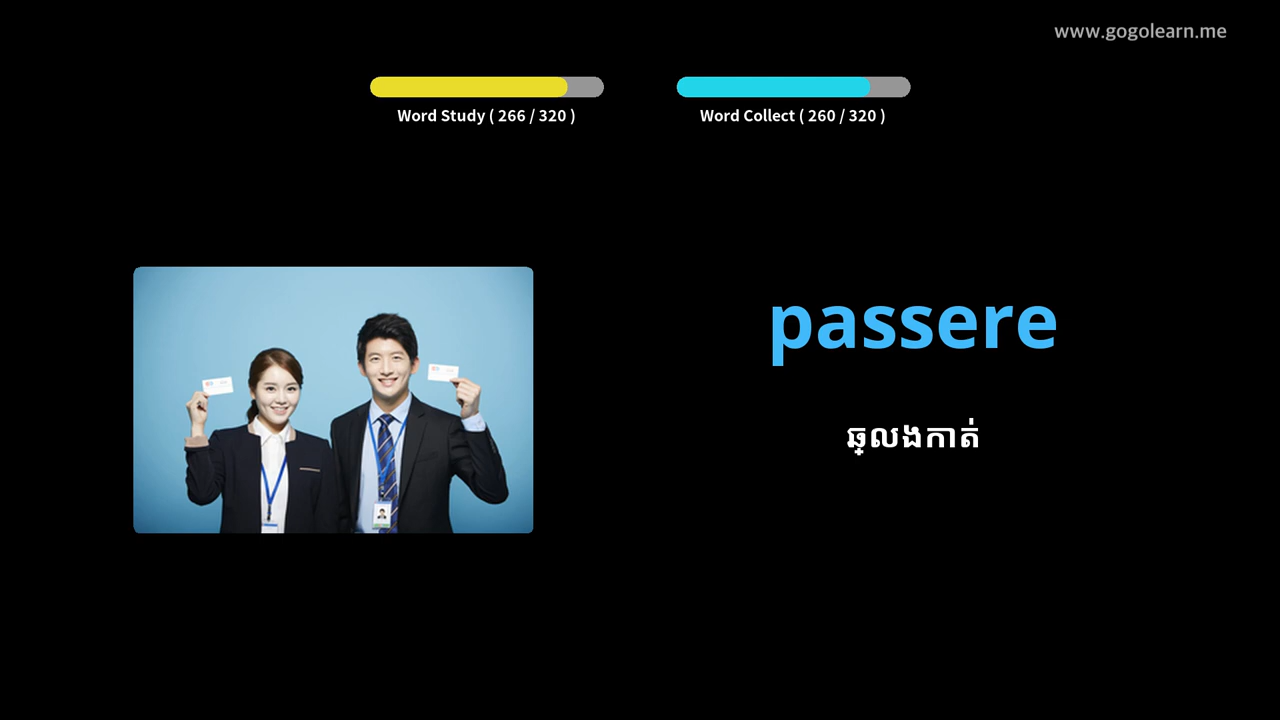 www.gogolearn.me
Word Study ( 266 / 320 )
Word Collect ( 260 / 320 )
passere
ឆ្លងកាត់